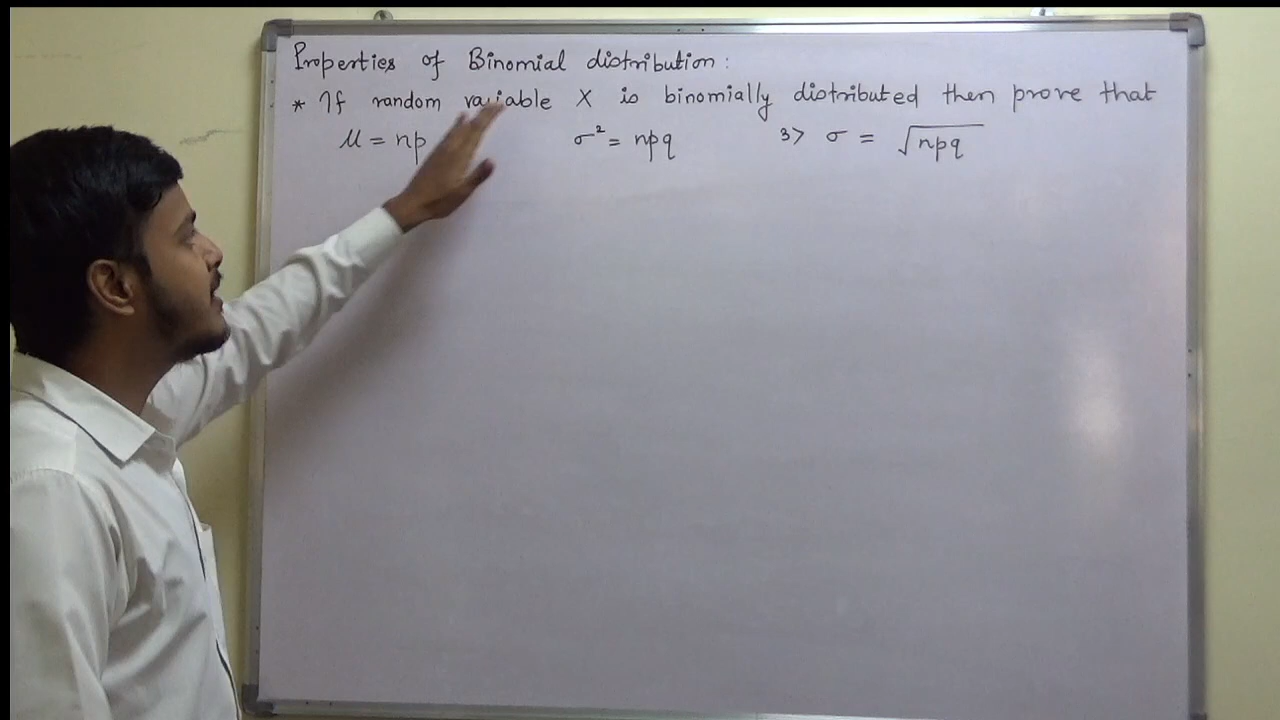 Properties of Binomial distribution :
* If random variable X is binomially distributed then prove that
μ = np σ² = npq 3> σ = √npq